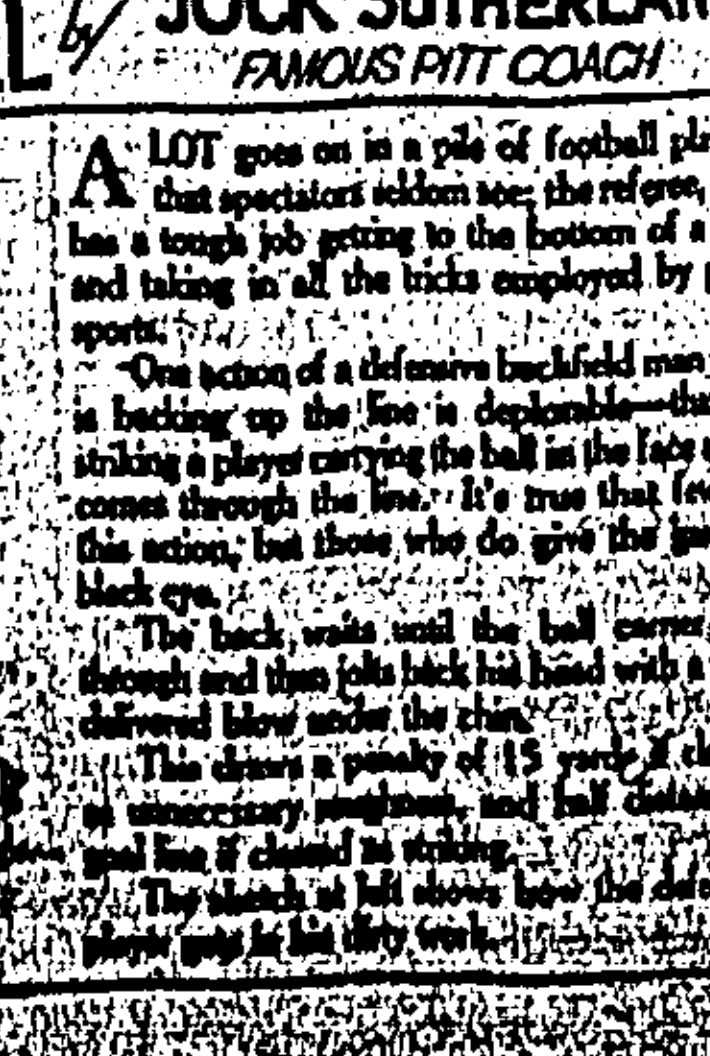 by JOCK SUTHERLAN
FAMOUS PITT COACH
A LOT goes on in a pile of football pl
that spectators seldom see; the referee,
has a tough job getting to the bottom of a
and taking in all the tricks employed by
sports.
One action of a defensive backfield man
is backing up the line is deplorable—tha
striking a player carrying the ball in the face
comes through the line. It's true that fe
this action, but those who do give the
black eye.
The back waits until the ball carrier
through and then jolts back his head with a
delivered blow under the chin.
This draws a penalty of 15 yards if
as unnecessary roughness, and half
goal line if classed as striking.
The sketch at left shows how the defe
player gets in his dirty work.